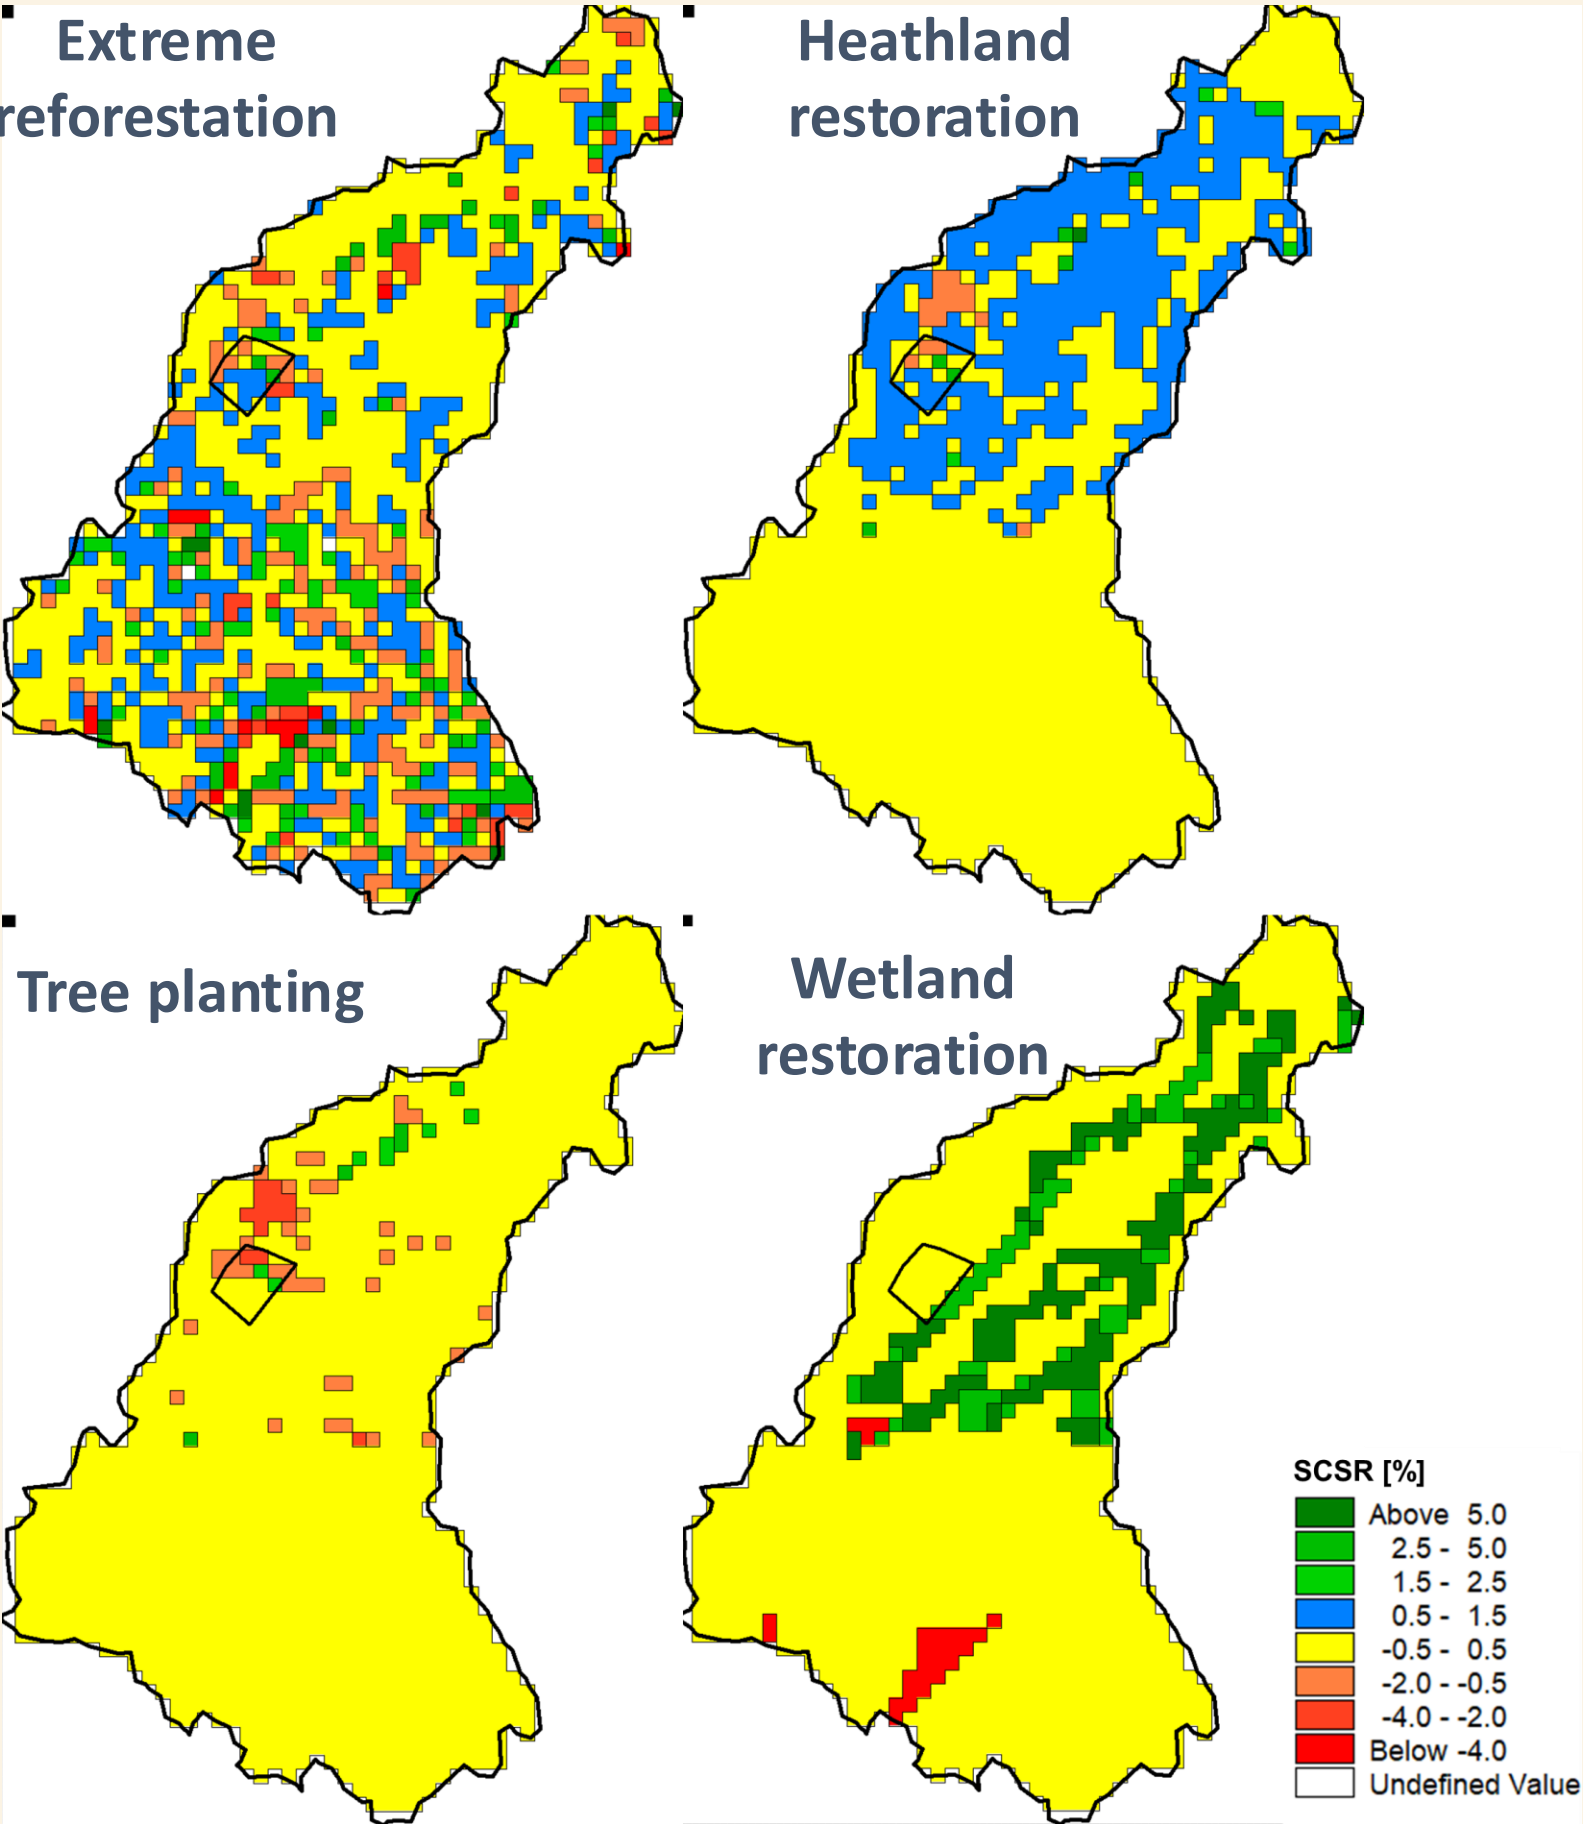 Extreme
reforestation
Heathland
restoration
Tree planting
Wetland
restoration
SCSR [%]
Above 5.0
2.5 - 5.0
1.5 - 2.5
0.5 - 1.5
-0.5 - 0.5
-2.0 - -0.5
-4.0 - -2.0
Below -4.0
Undefined Value